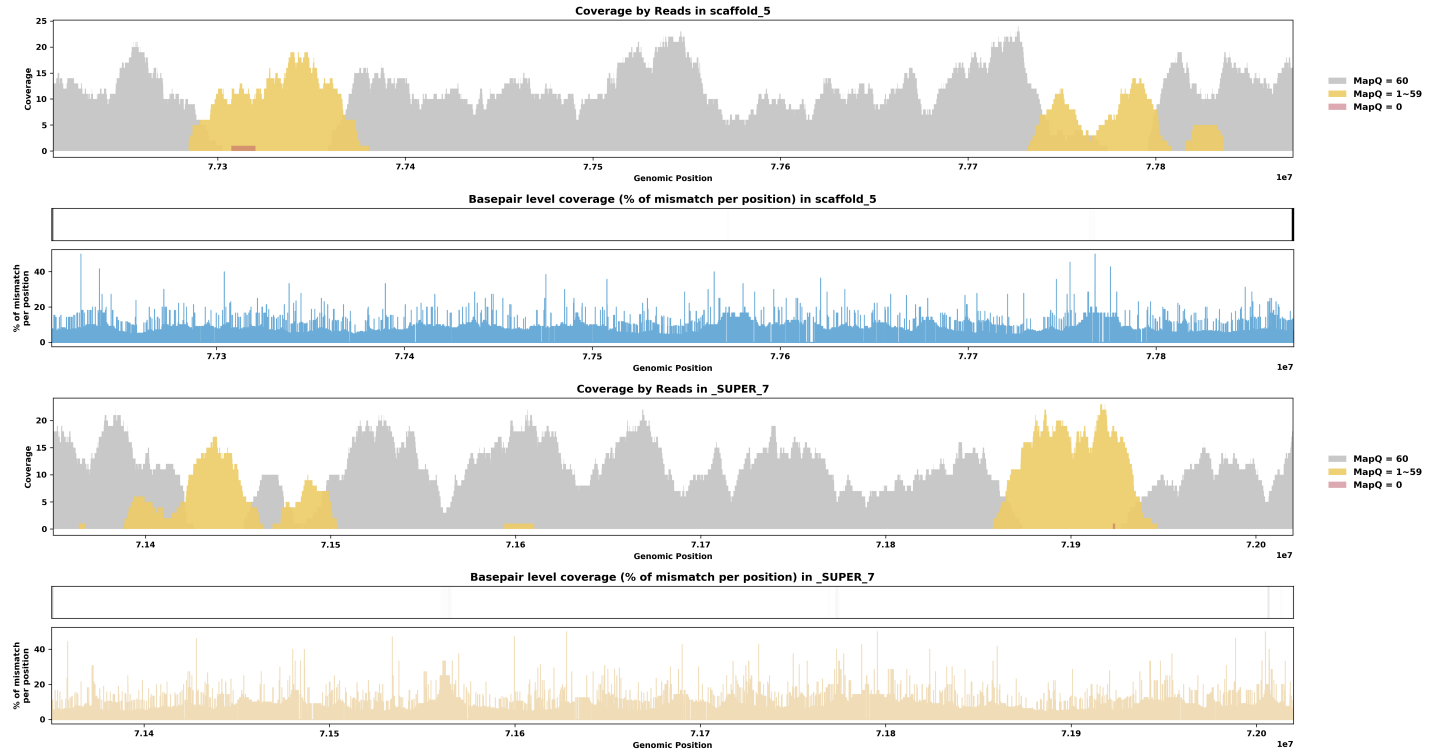 Coverage by Reads in scaffold_5
25
20
15
10
5
0
Coverage
7.73 7.74 7.75 7.76 7.77 7.78
1e7
Genomic Position
MapQ = 60
MapQ = 1~59
MapQ = 0
Basepair level coverage (% of mismatch per position) in scaffold_5
40
20
0
% of mismatch
per position
7.73 7.74 7.75 7.76 7.77 7.78
1e7
Genomic Position
Coverage by Reads in _SUPER_7
20
15
10
5
0
Coverage
7.14 7.15 7.16 7.17 7.18 7.19 7.20
1e7
Genomic Position
MapQ = 60
MapQ = 1~59
MapQ = 0
Basepair level coverage (% of mismatch per position) in _SUPER_7
40
20
0
% of mismatch
per position
7.14 7.15 7.16 7.17 7.18 7.19 7.20
1e7
Genomic Position